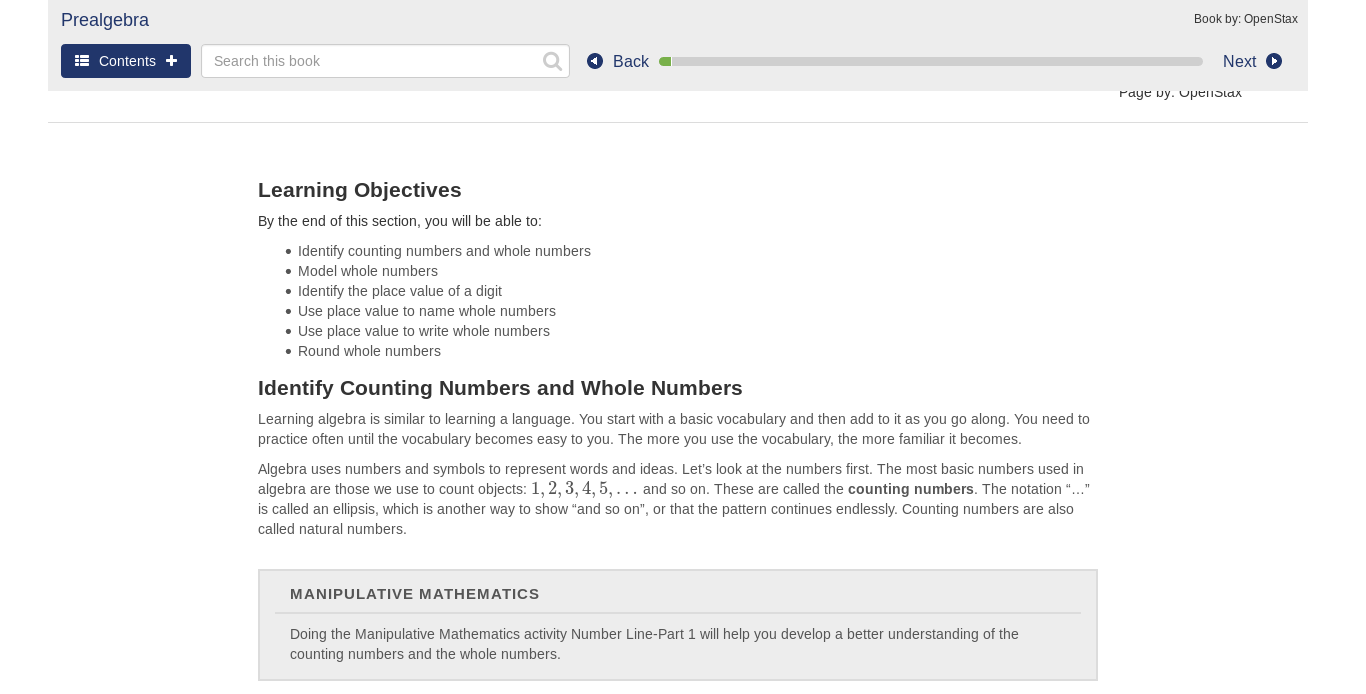 Prealgebra
Book by: OpenStax
Contents
Search this book
Back
Next
Page by: OpenStax
Learning Objectives
By the end of this section, you will be able to:
• Identify counting numbers and whole numbers
• Model whole numbers
• Identify the place value of a digit
• Use place value to name whole numbers
• Use place value to write whole numbers
• Round whole numbers
Identify Counting Numbers and Whole Numbers
Learning algebra is similar to learning a language. You start with a basic vocabulary and then add to it as you go along. You need to
practice often until the vocabulary becomes easy to you. The more you use the vocabulary, the more familiar it becomes.
Algebra uses numbers and symbols to represent words and ideas. Let’s look at the numbers first. The most basic numbers used in
algebra are those we use to count objects: 1, 2, 3, 4, 5, … and so on. These are called the counting numbers. The notation “…”
is called an ellipsis, which is another way to show “and so on”, or that the pattern continues endlessly. Counting numbers are also
called natural numbers.
MANIPULATIVE MATHEMATICS
Doing the Manipulative Mathematics activity Number Line-Part 1 will help you develop a better understanding of the
counting numbers and the whole numbers.